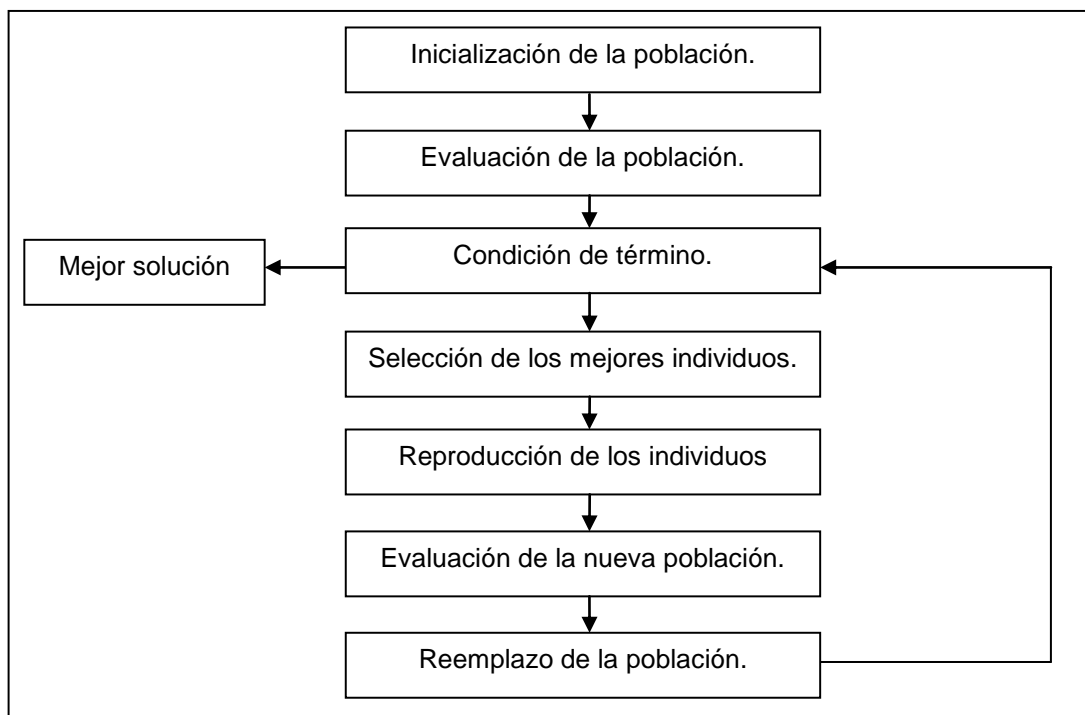 Inicialización de la población.
Evaluación de la población.
Condición de término.
Mejor solución
Selección de los mejores individuos.
Reproducción de los individuos
Evaluación de la nueva población.
Reemplazo de la población.